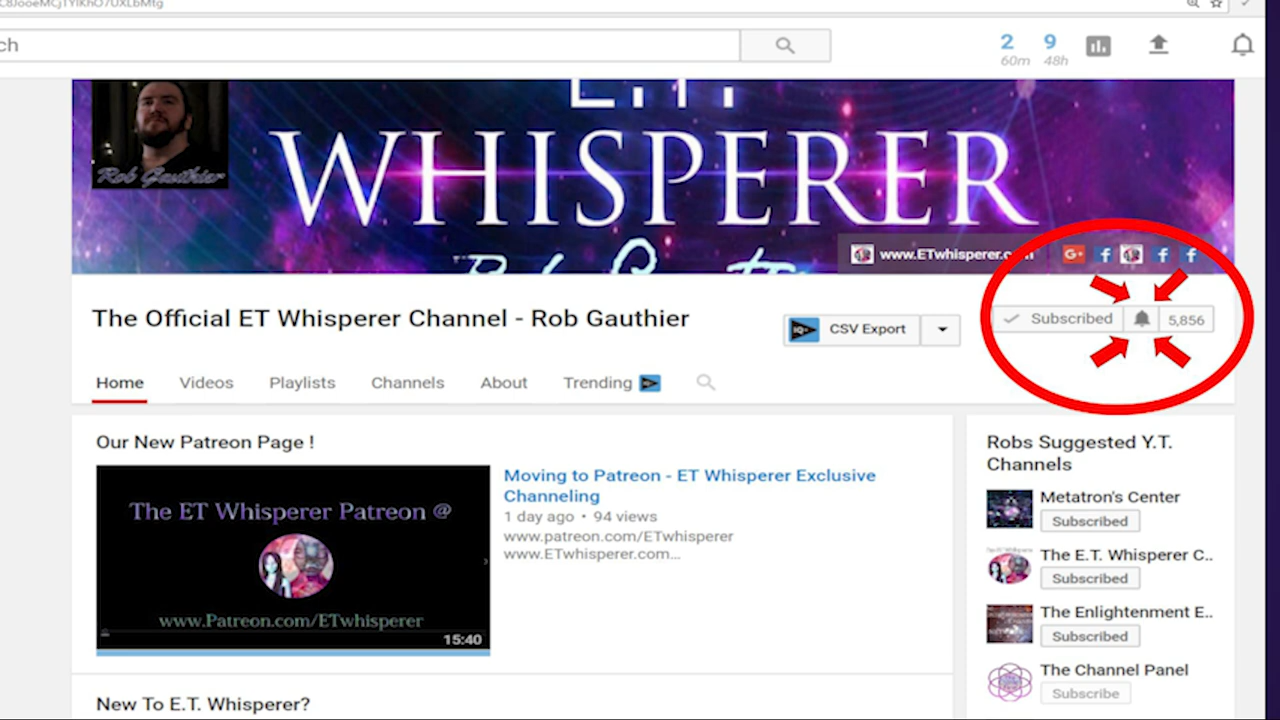 ch
2
60m
9
48h
WHISPERER
Rob Gauthier
www.ETwhisperer.c
G+ f f f
The Official ET Whisperer Channel - Rob Gauthier
IQ+ CSV Export
Subscribed 5,856
Home Videos Playlists Channels About Trending
Our New Patreon Page !
The ET Whisperer Patreon @
www.Patreon.com/ETwhisperer
15:40
Moving to Patreon - ET Whisperer Exclusive
Channeling
1 day ago • 94 views
www.patreon.com/ETwhisperer
www.ETwhisperer.com...
New To E.T. Whisperer?
Robs Suggested Y.T.
Channels
Metatron's Center
Subscribed
The E.T. Whisperer C..
Subscribed
The Enlightenment E..
Subscribed
The Channel Panel
Subscribe